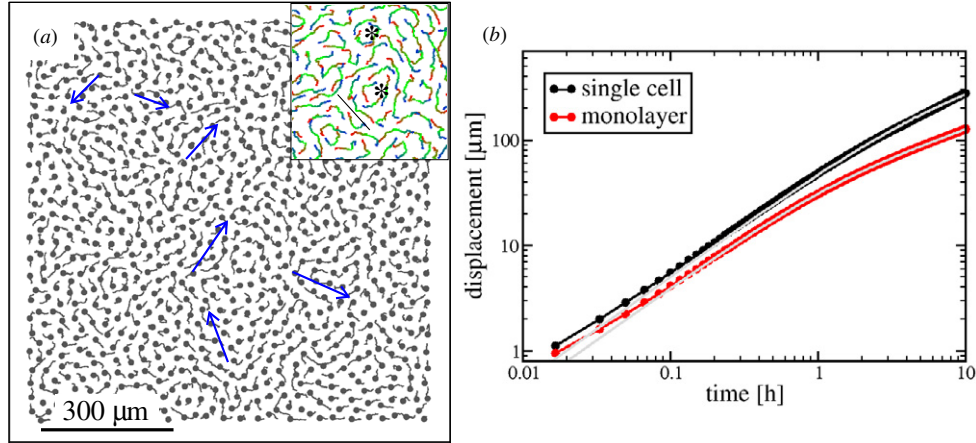 (a)
*
*
300 μm
(b)
displacement [μm]
100
10
1
single cell
monolayer
0.01
0.1
1
10
time [h]